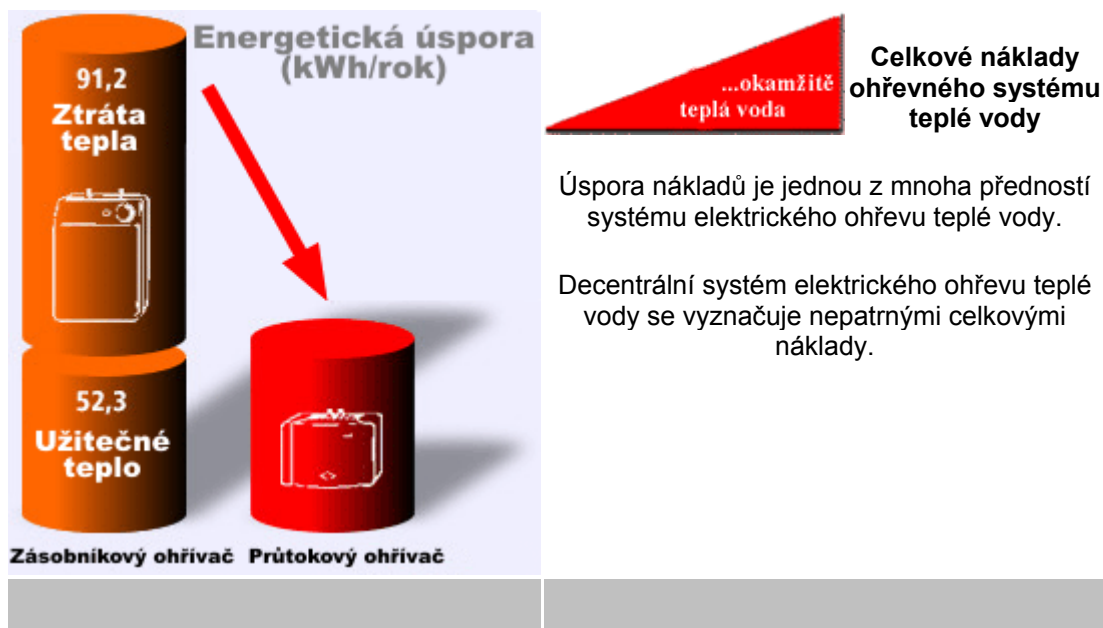 Energetická úspora
(kWh/rok)
91,2
Ztráta
tepla
52,3
Užitečné
teplo
Zásobníkový ohřívač
Průtokový ohřívač
...okamžitě
teplá voda
Celkové náklady
ohřevného systému
teplé vody
Úspora nákladů je jednou z mnoha předností
systému elektrického ohřevu teplé vody.
Decentrální systém elektrického ohřevu teplé
vody se vyznačuje nepatrnými celkovými
náklady.